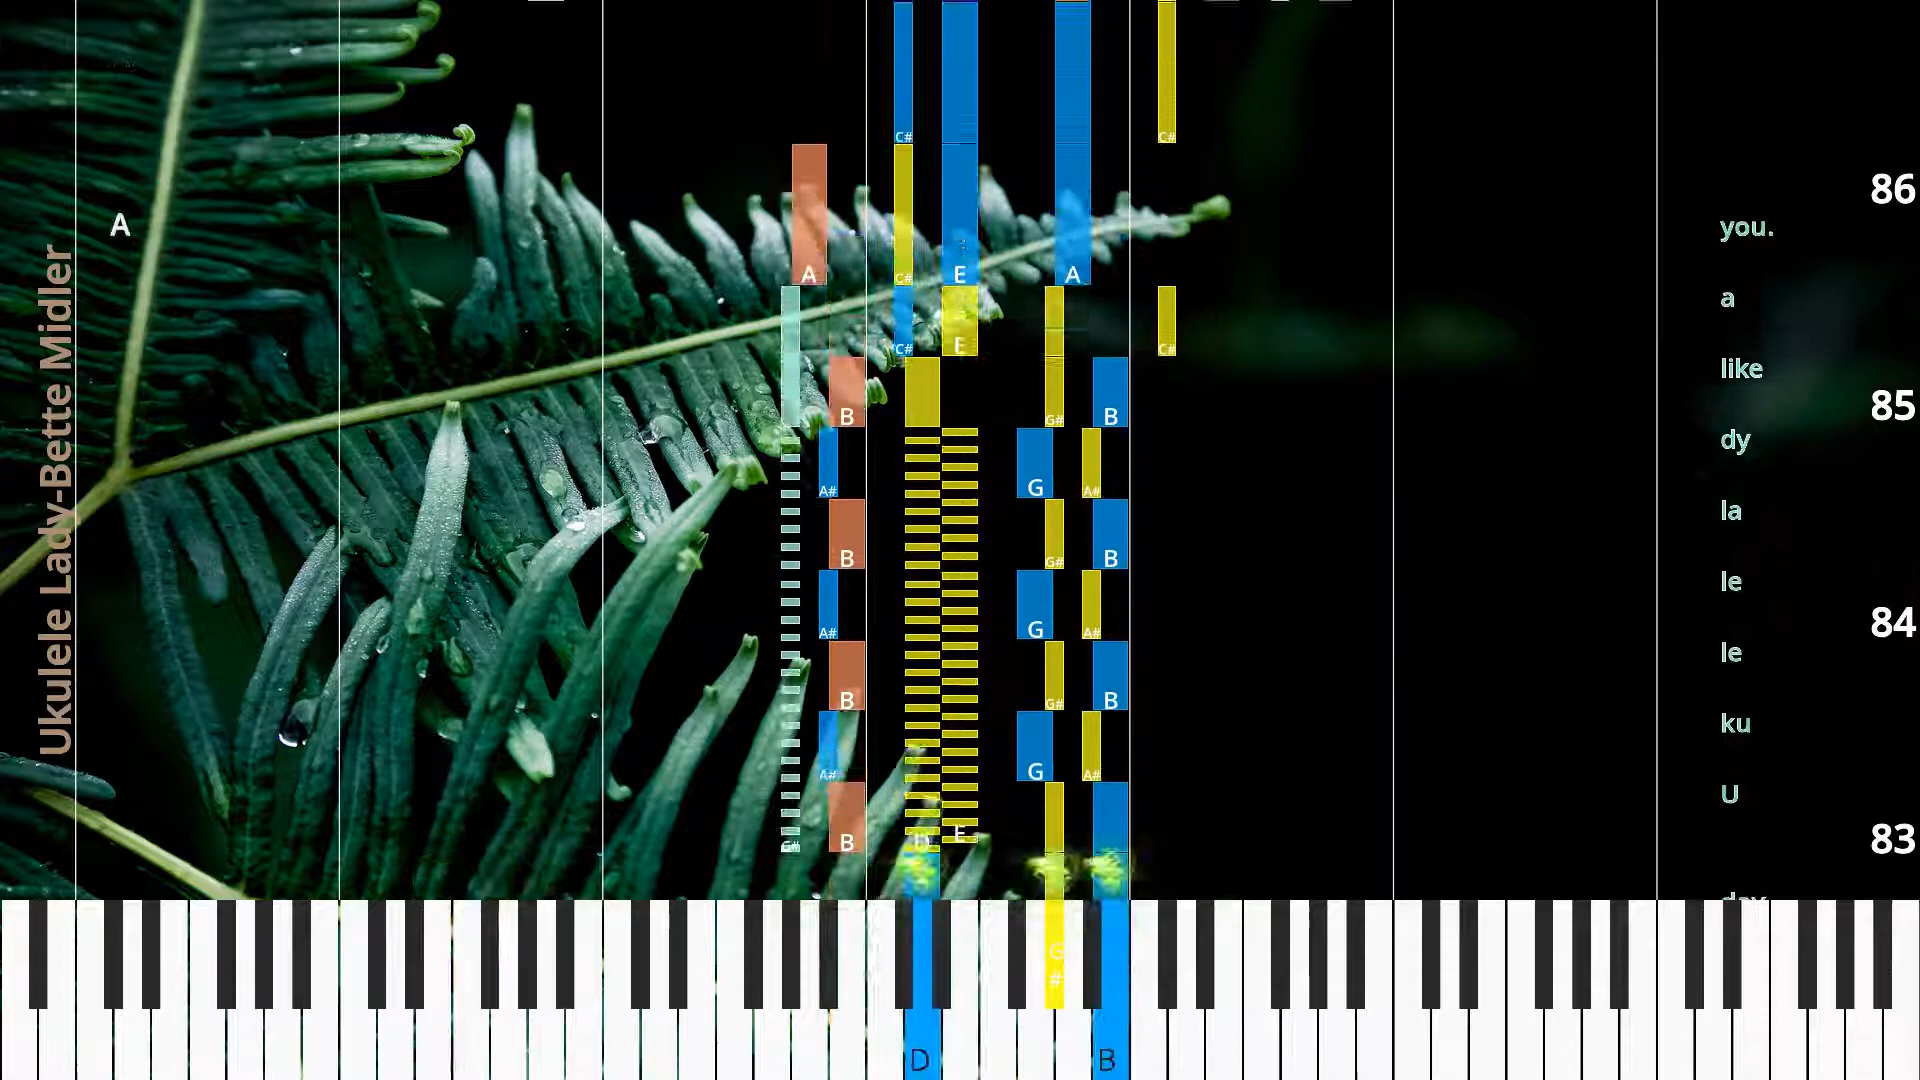 Ukulele Lady-Bette Midler
A
C#
C#
A
C#
E
A
86
you.
a
C#
E
C#
like
B
G#
B
85
dy
A#
G
A#
la
B
G#
B
le
A#
G
A#
84
le
B
G#
B
ku
A#
G
A#
U
G#
B
D
E
83
G
#
D
B